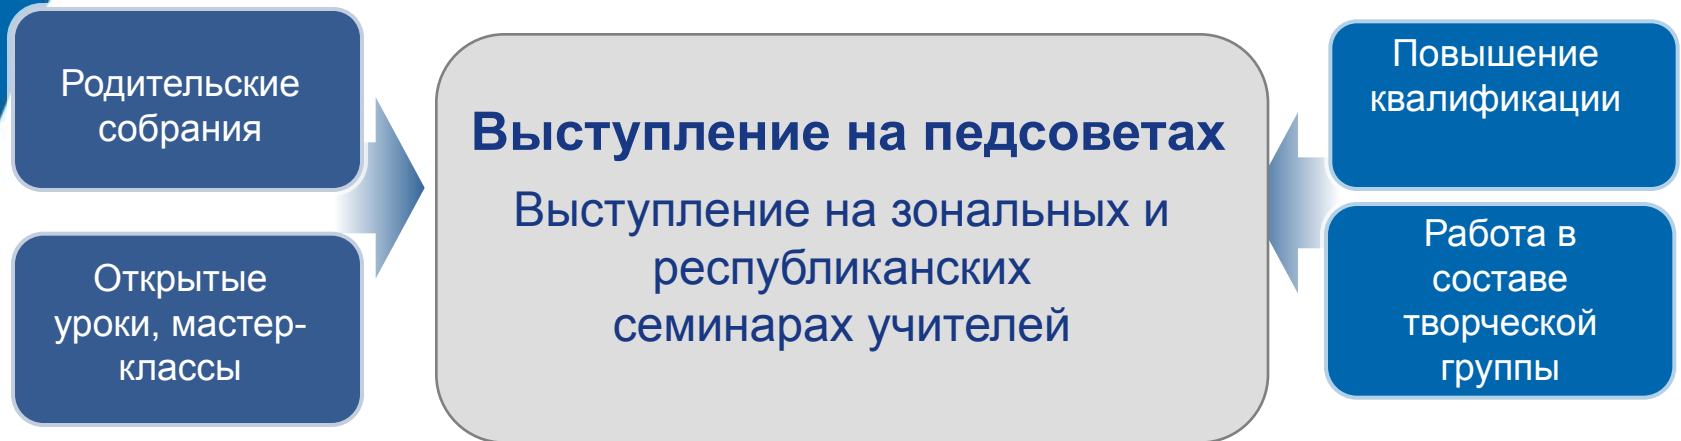 Родительские
собрания
Открытые
уроки, мастер-
классы
Выступление на педсоветах
Выступление на зональных и
республиканских
семинарах учителей
Повышение
квалификации
Работа в
составе
творческой
группы